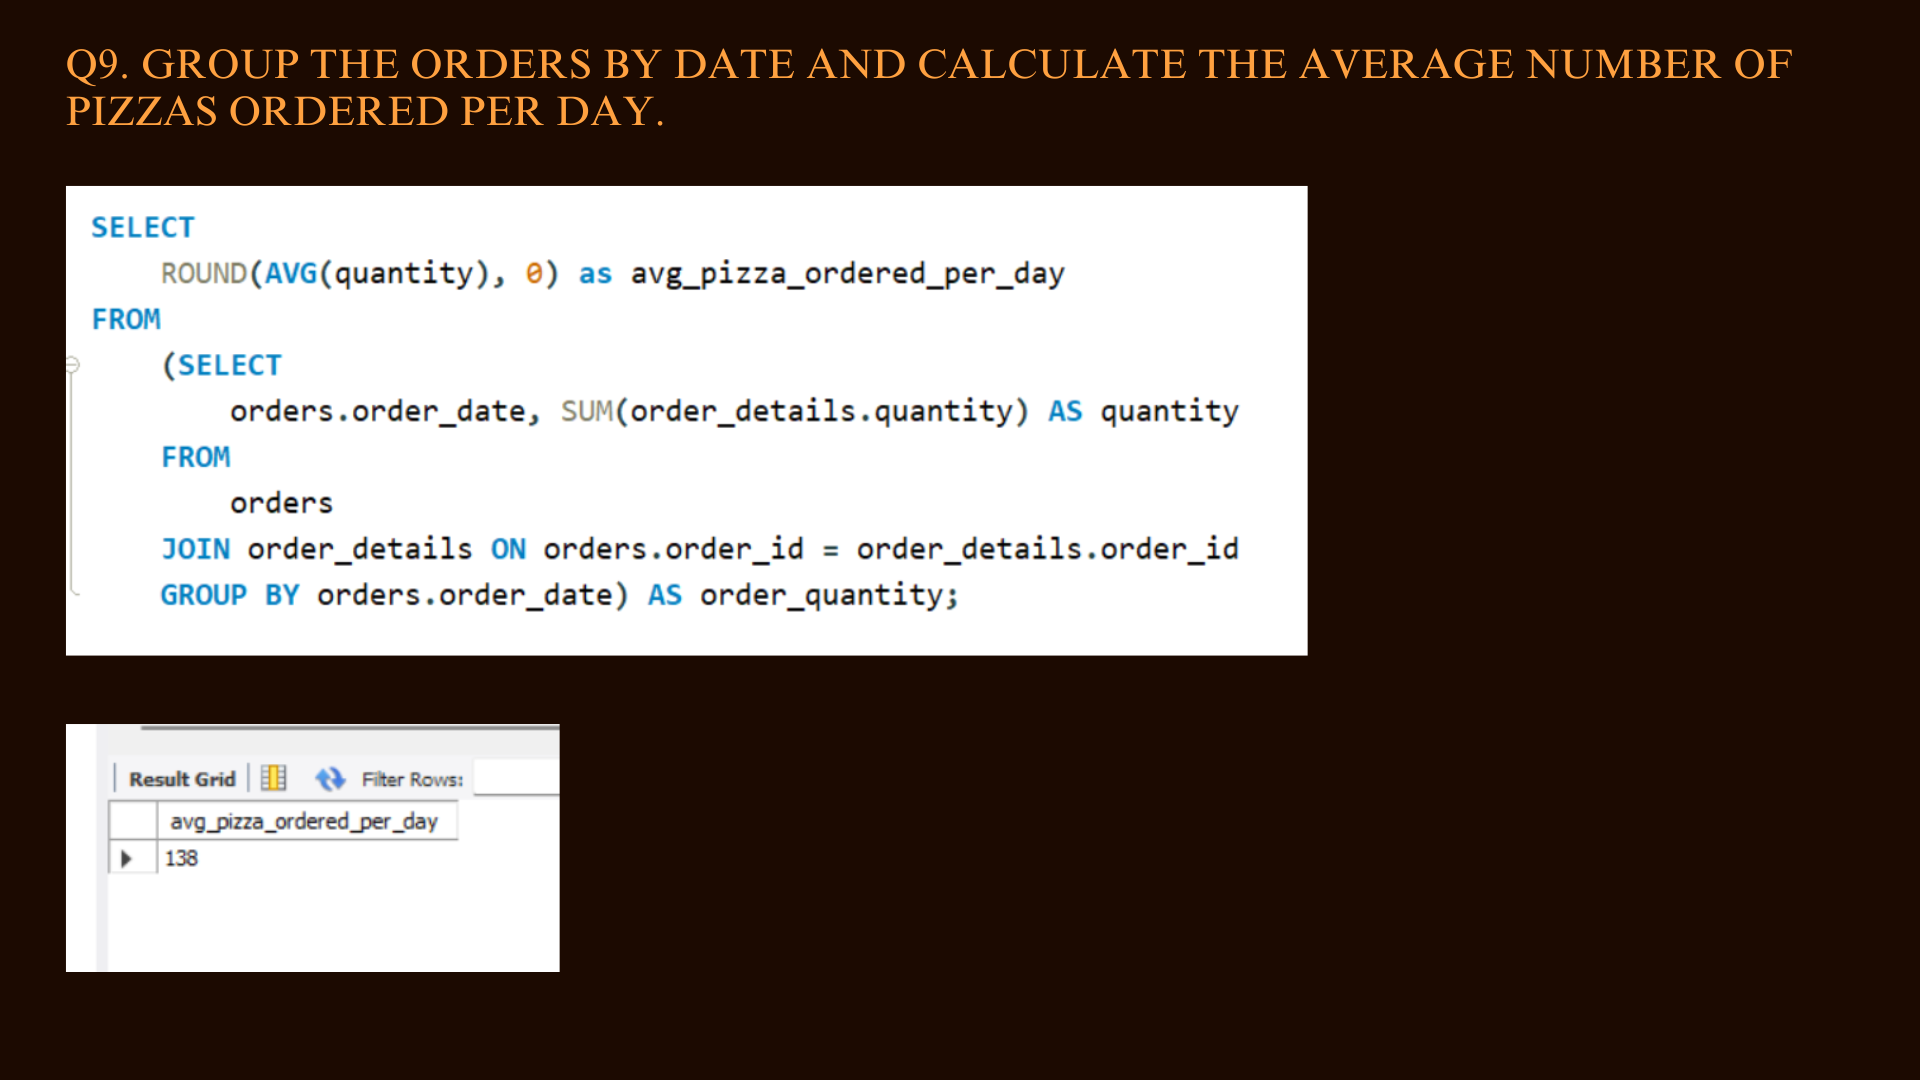 Q9. GROUP THE ORDERS BY DATE AND CALCULATE THE AVERAGE NUMBER OF
PIZZAS ORDERED PER DAY.
SELECT
ROUND(AVG(quantity), 0) as avg_pizza_ordered_per_day
FROM
(SELECT
orders.order_date, SUM(order_details.quantity) AS quantity
FROM
orders
JOIN order_details ON orders.order_id = order_details.order_id
GROUP BY orders.order_date) AS order_quantity;
Result Grid Filter Rows:
avg_pizza_ordered_per_day
138